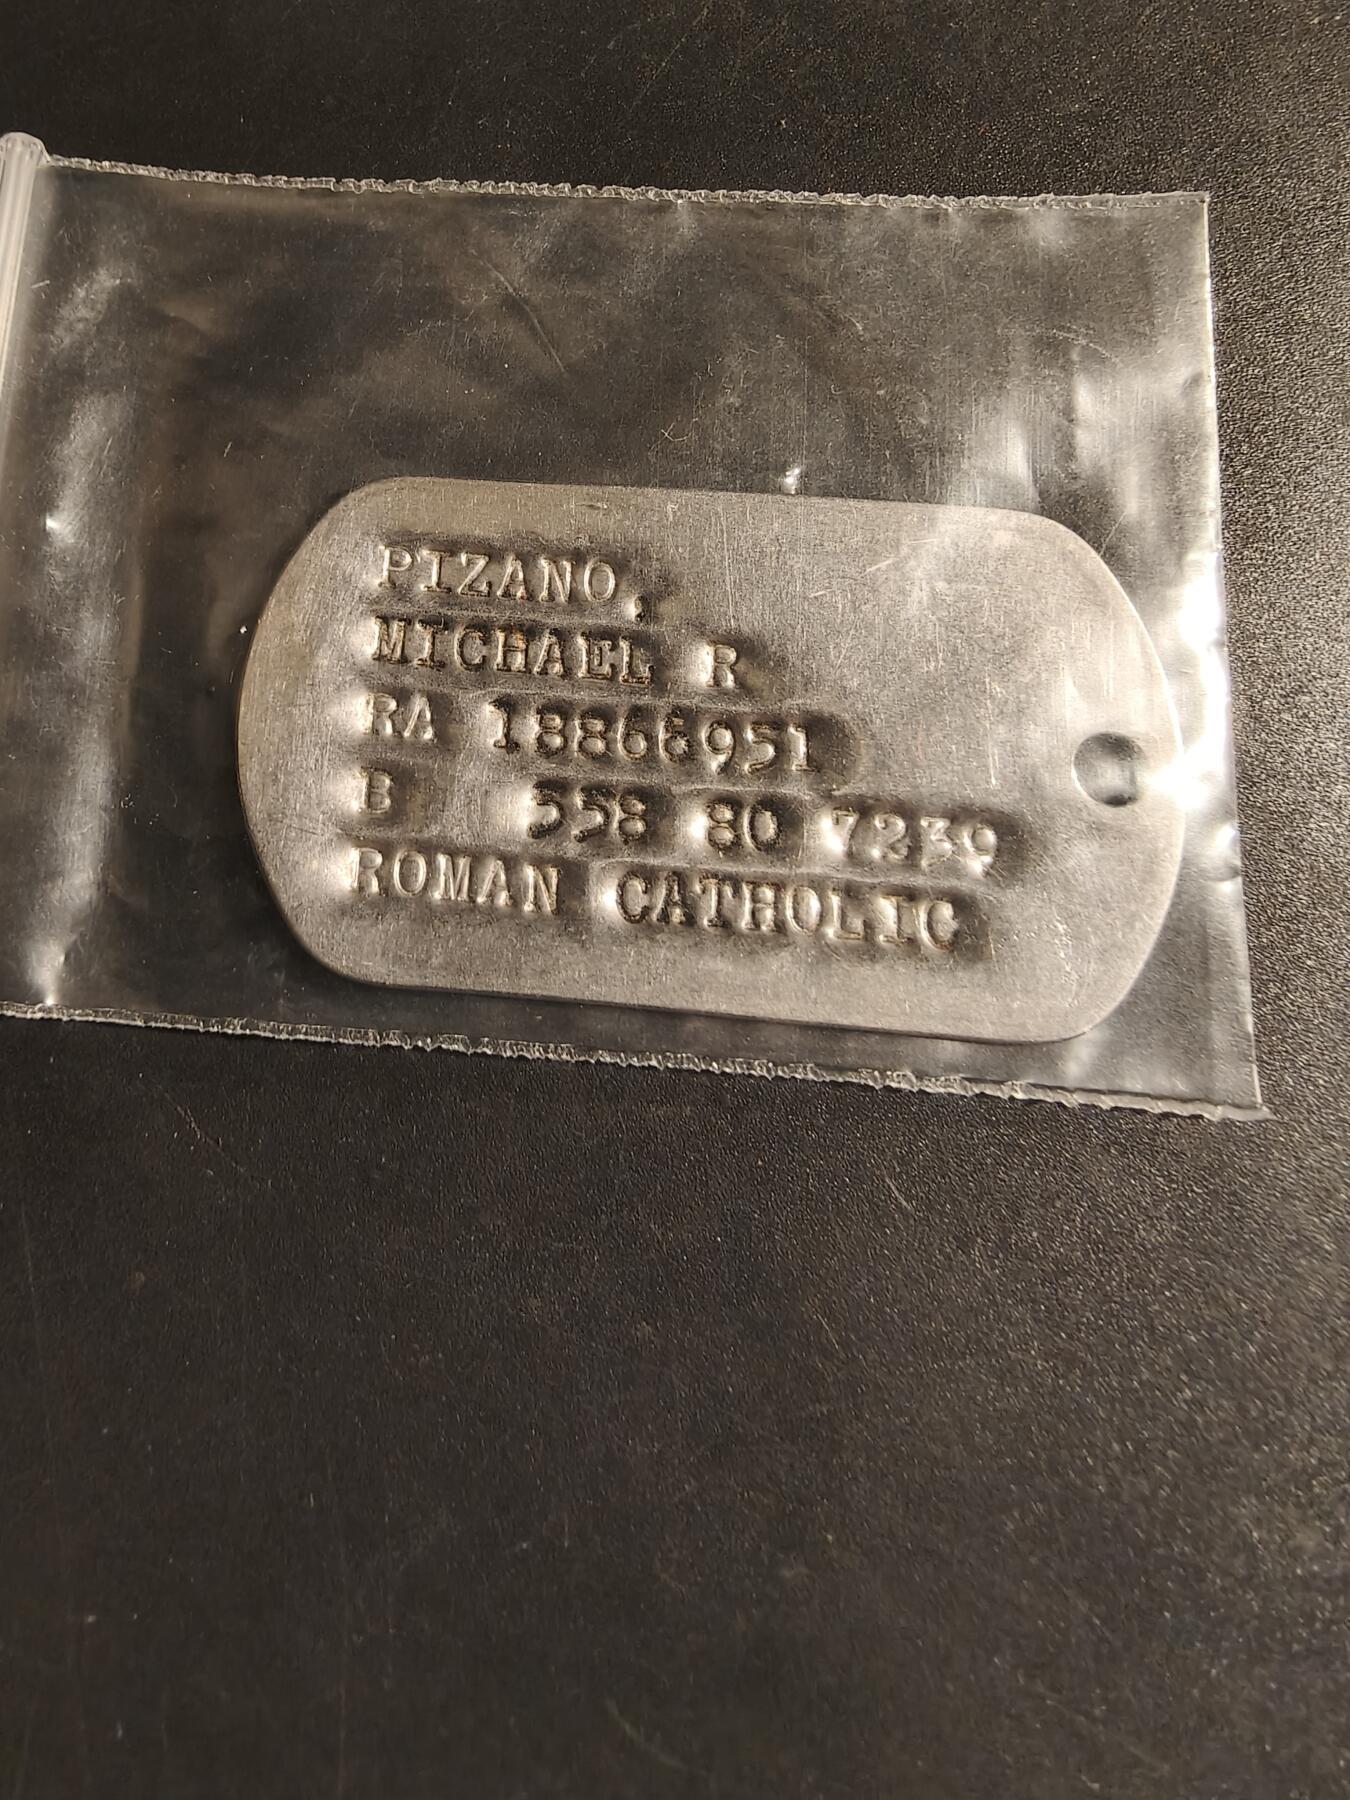 PIZANO,
MICHAEL R
RA 18866951
B 558 80 7239
ROMAN CATHOLIC